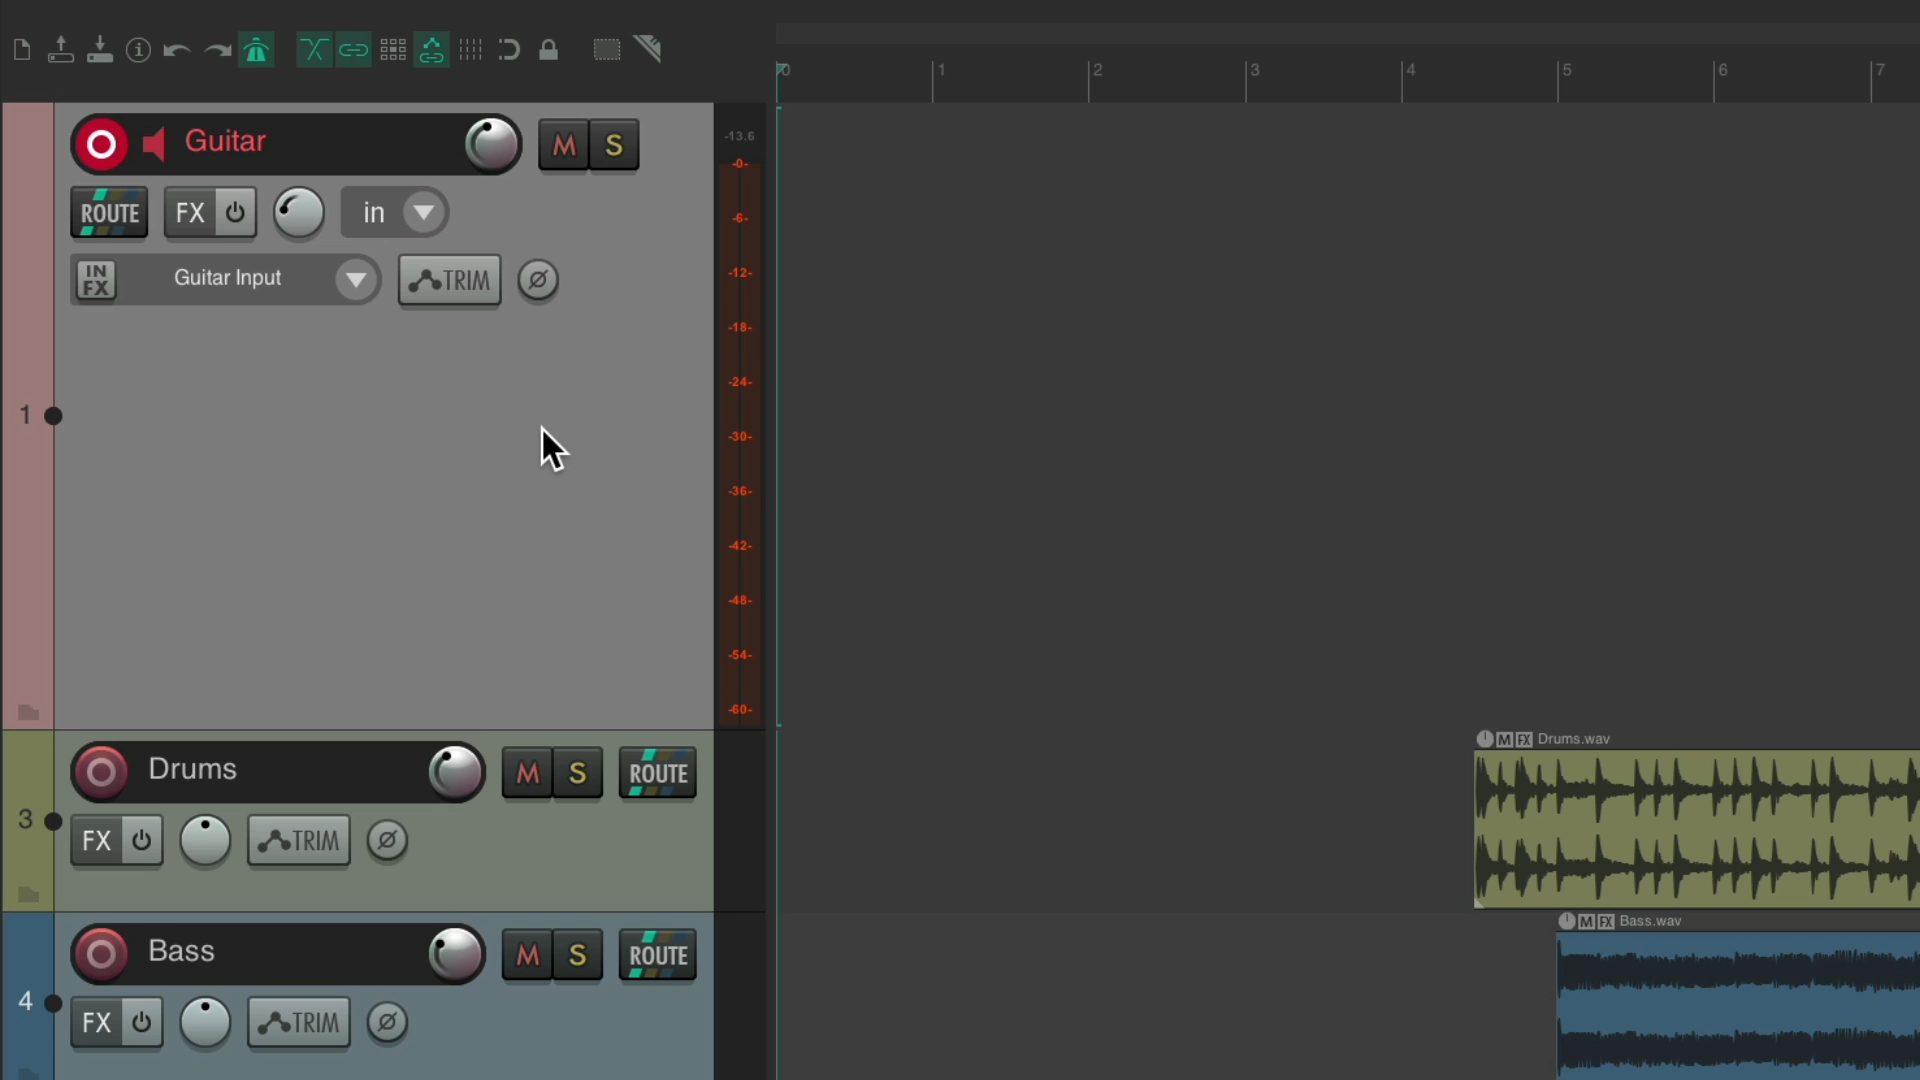 0 1 2 3 4 5 6 7
Guitar M S
ROUTE FX in
IN FX Guitar Input TRIM
-13.6
-0-
-6-
-12-
-18-
-24-
-30-
-36-
-42-
-48-
-54-
-60-
1
Drums M S ROUTE
FX TRIM
3
M FX Drums.wav
Bass M S ROUTE
FX TRIM
4
M FX Bass.wav